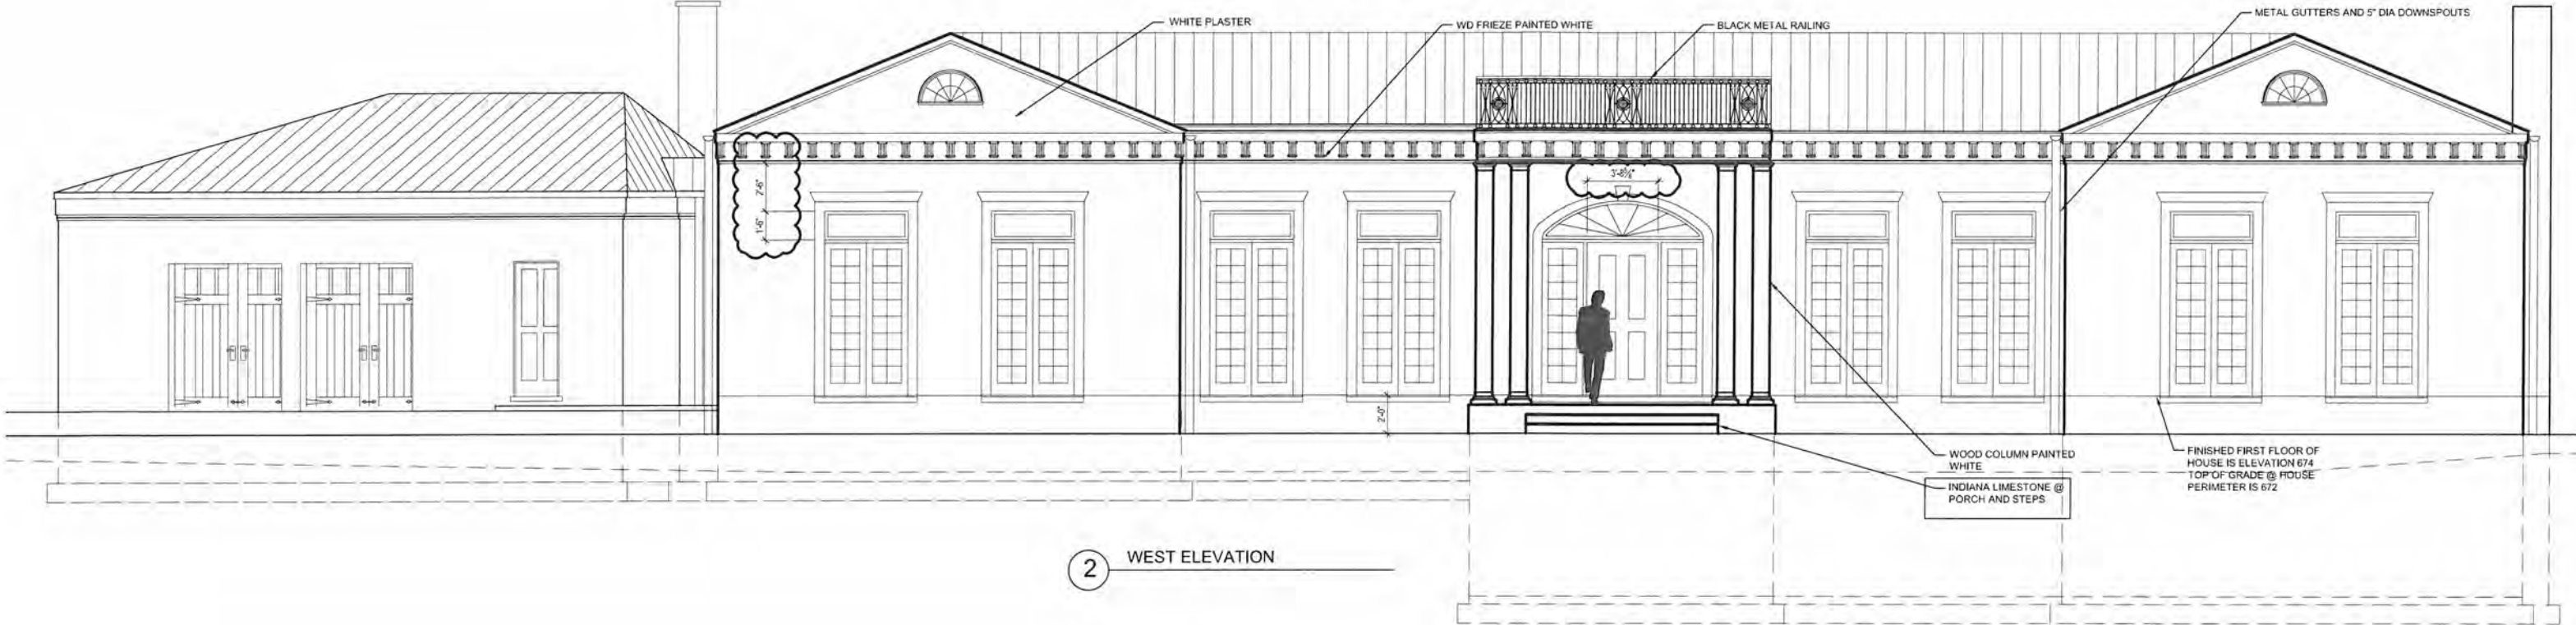 WHITE PLASTER
WD FRIEZE PAINTED WHITE
BLACK METAL RAILING
METAL GUTTERS AND 5" DIA DOWNSPOUTS
2'-6"
1'-6"
3'-8⅝"
2'-0"
WOOD COLUMN PAINTED
WHITE
INDIANA LIMESTONE @
PORCH AND STEPS
FINISHED FIRST FLOOR OF
HOUSE IS ELEVATION 674
TOP OF GRADE @ HOUSE
PERIMETER IS 672
2
WEST ELEVATION